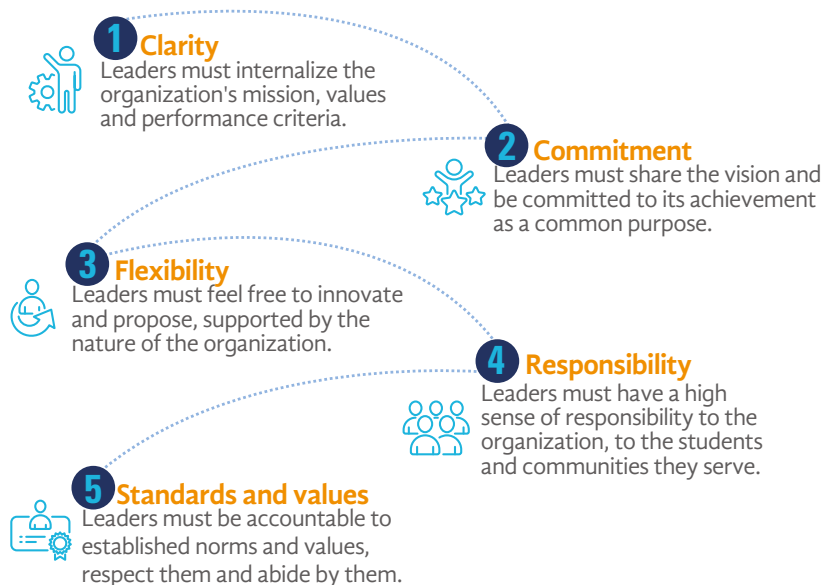 1 Clarity
Leaders must internalize the
organization's mission, values
and performance criteria.
2 Commitment
Leaders must share the vision and
be committed to its achievement
as a common purpose.
3 Flexibility
Leaders must feel free to innovate
and propose, supported by the
nature of the organization.
4 Responsibility
Leaders must have a high
sense of responsibility to the
organization, to the students
and communities they serve.
5 Standards and values
Leaders must be accountable to
established norms and values,
respect them and abide by them.